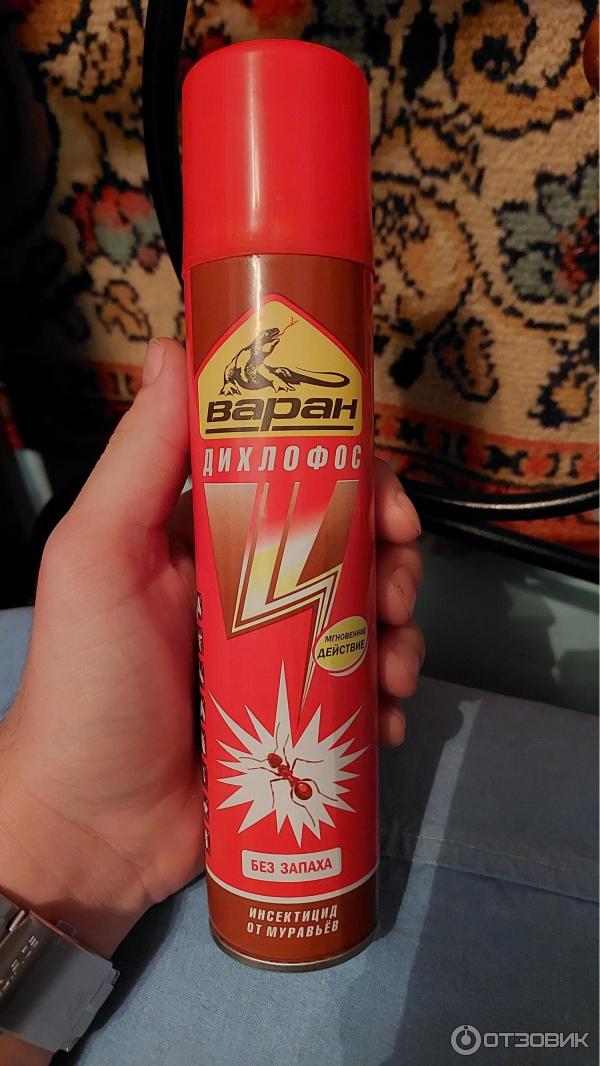 Варан
ДИХЛОФОС
Ц
МГНОВЕННОЕ
ДЕЙСТВИЕ
БЕЗ ЗАПАХА
ИНСЕКТИЦИД
ОТ МУРАВЬЁВ
ОТЗОВИК